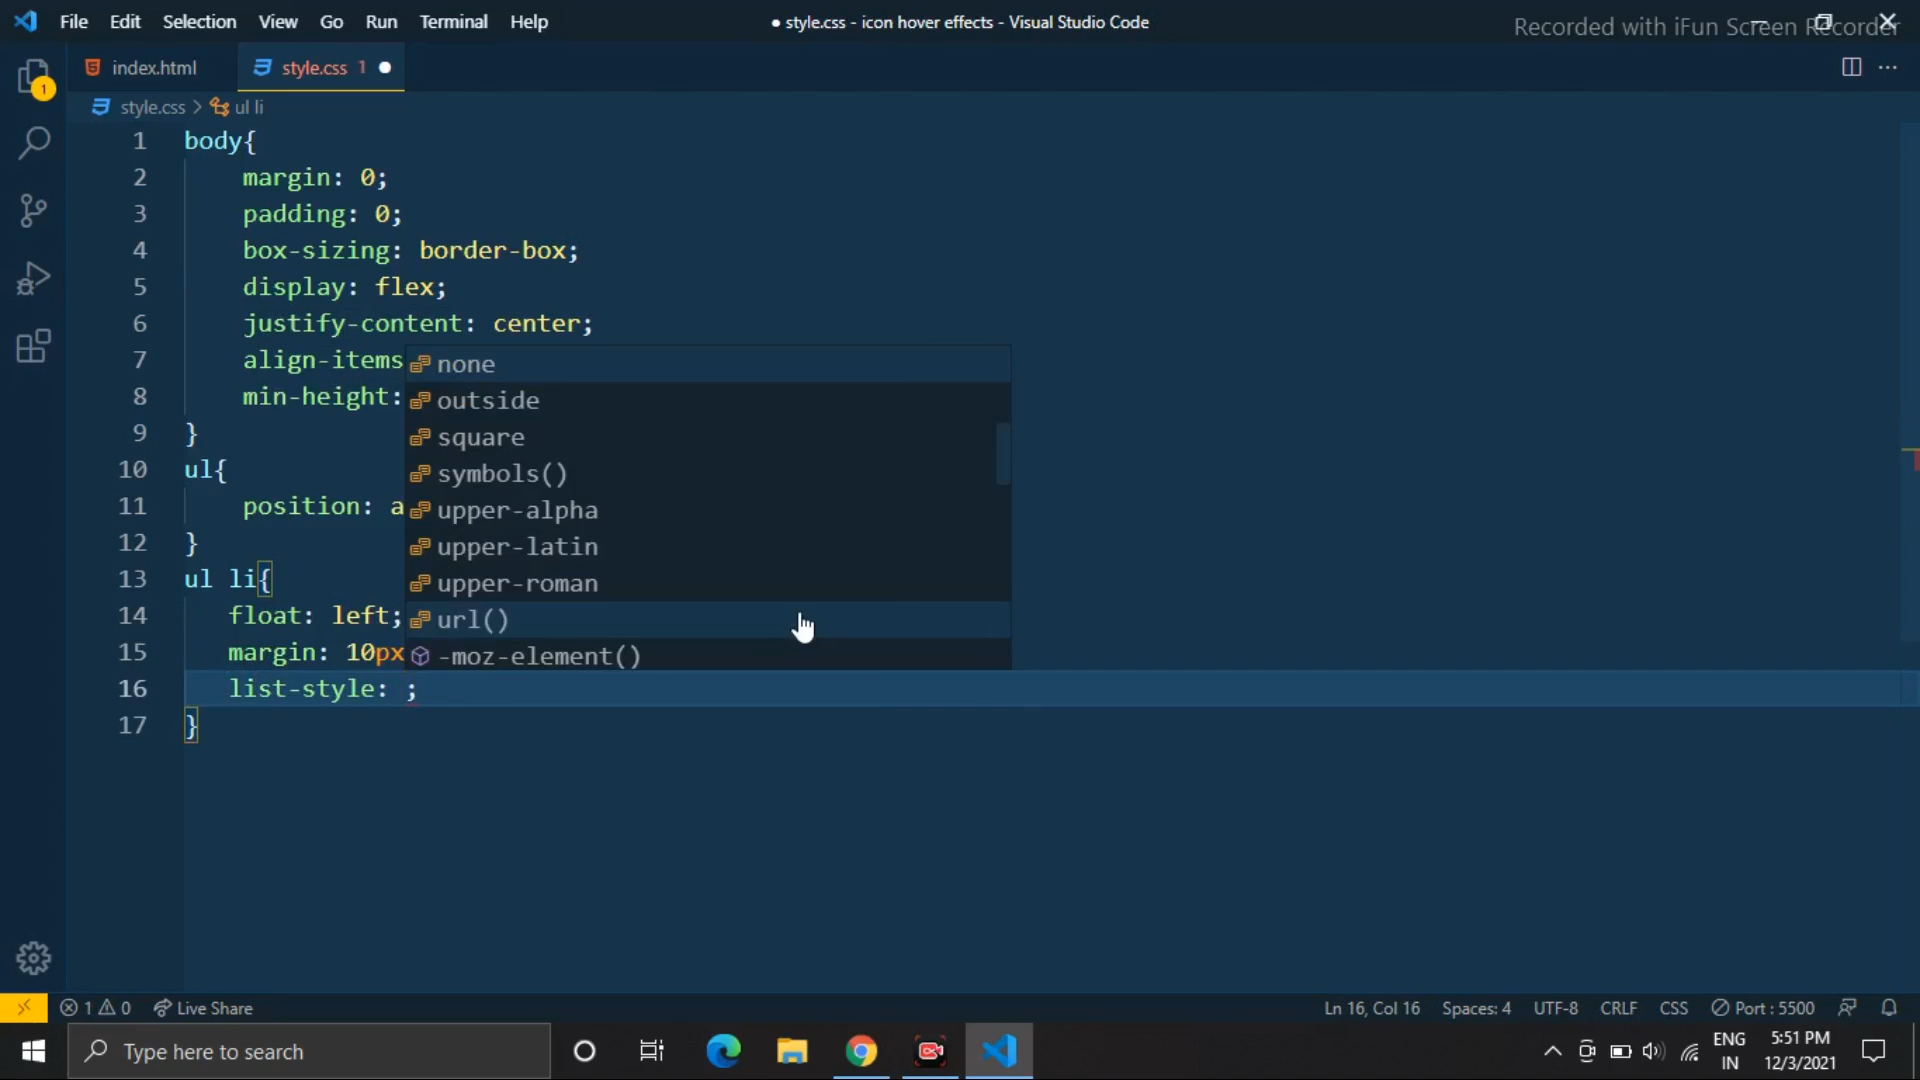 File Edit Selection View Go Run Terminal Help
● style.css - icon hover effects - Visual Studio Code
Recorded with iFun Screen Recorder
index.html
style.css 1 ●
style.css > ul li
1 body{
2 margin: 0;
3 padding: 0;
4 box-sizing: border-box;
5 display: flex;
6 justify-content: center;
7 align-items
8 min-height:
9 }
10 ul{
11 position: a
12 }
13 ul li{
14 float: left;
15 margin: 10px
16 list-style: ;
17 }
none
outside
square
symbols()
upper-alpha
upper-latin
upper-roman
url()
-moz-element()
1
1 0 Live Share
Ln 16, Col 16 Spaces: 4 UTF-8 CRLF CSS Port : 5500
Type here to search
ENG
IN
5:51 PM
12/3/2021